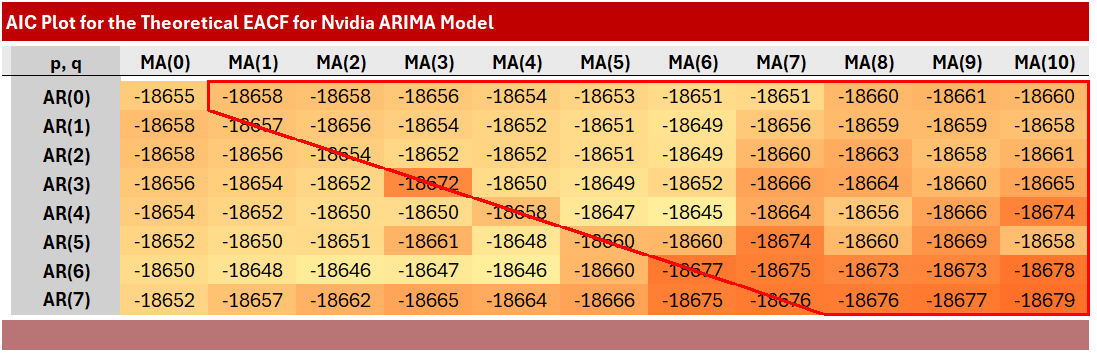 AIC Plot for the Theoretical EACF for Nvidia ARIMA Model
p, q MA(0) MA(1) MA(2) MA(3) MA(4) MA(5) MA(6) MA(7) MA(8) MA(9) MA(10)
AR(0) -18655 -18658 -18658 -18656 -18654 -18653 -18651 -18651 -18660 -18661 -18660
AR(1) -18658 -18657 -18656 -18654 -18652 -18651 -18649 -18656 -18659 -18659 -18658
AR(2) -18658 -18656 -18654 -18652 -18652 -18651 -18649 -18660 -18663 -18658 -18661
AR(3) -18656 -18654 -18652 -18672 -18650 -18649 -18652 -18666 -18664 -18660 -18665
AR(4) -18654 -18652 -18650 -18650 -18658 -18647 -18645 -18664 -18656 -18666 -18674
AR(5) -18652 -18650 -18651 -18661 -18648 -18660 -18660 -18674 -18660 -18669 -18658
AR(6) -18650 -18648 -18646 -18647 -18646 -18660 -18677 -18675 -18673 -18673 -18678
AR(7) -18652 -18657 -18662 -18665 -18664 -18666 -18675 -18676 -18676 -18677 -18679